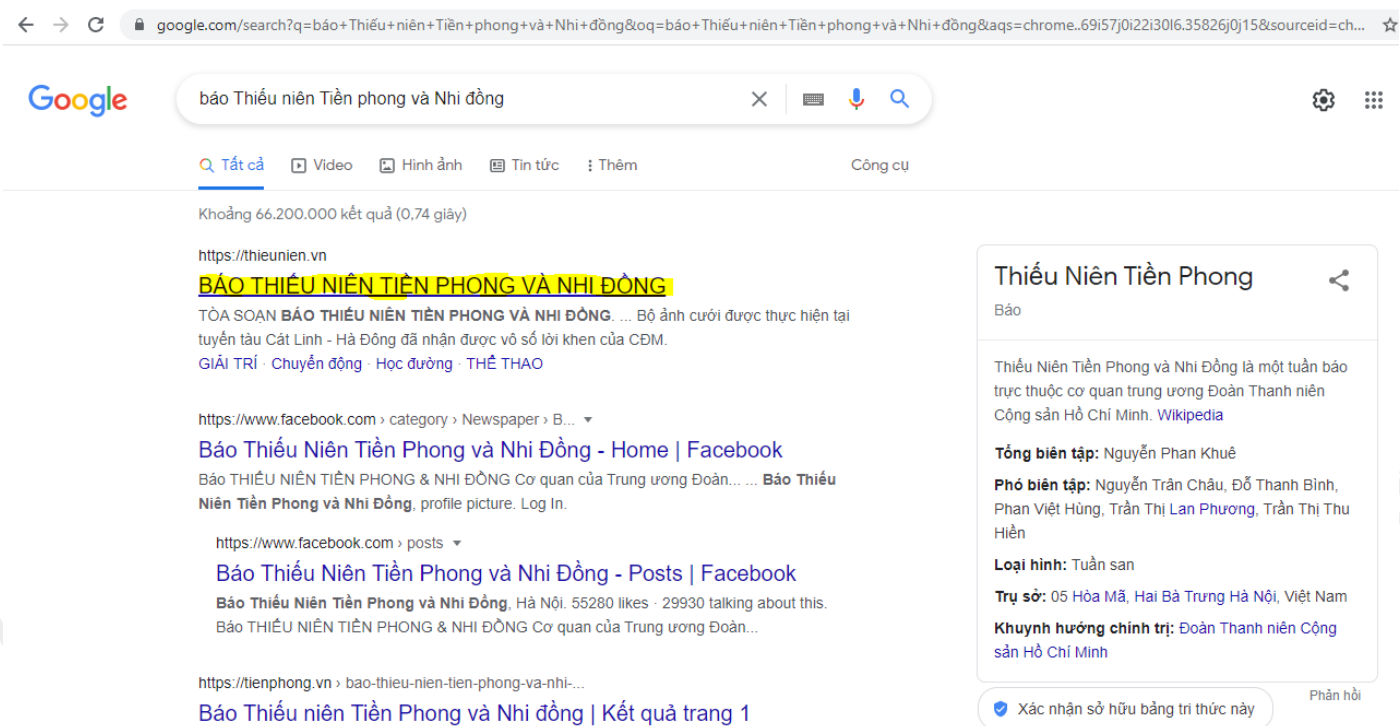 google.com/search?q=báo+Thiếu+niên+Tiền+phong+và+Nhi+đồng&oq=báo+Thiếu+niên+Tiền+phong+và+Nhi+đồng&aqs=chrome..69i57j0i22i30l6.35826j0j15&sourceid=ch...
Google
báo Thiếu niên Tiền phong và Nhi đồng
Tất cả Video Hình ảnh Tin tức Thêm Công cụ
Khoảng 66.200.000 kết quả (0,74 giây)
https://thieunien.vn
BÁO THIẾU NIÊN TIỀN PHONG VÀ NHI ĐỒNG
TÒA SOẠN BÁO THIẾU NIÊN TIỀN PHONG VÀ NHI ĐỒNG. ... Bộ ảnh cưới được thực hiện tại
tuyến tàu Cát Linh - Hà Đông đã nhận được vô số lời khen của CĐM.
GIẢI TRÍ · Chuyển động · Học đường · THỂ THAO
https://www.facebook.com › category › Newspaper › B...
Báo Thiếu Niên Tiền Phong và Nhi Đồng - Home | Facebook
Báo THIẾU NIÊN TIỀN PHONG & NHI ĐỒNG Cơ quan của Trung ương Đoàn... ... Báo Thiếu
Niên Tiền Phong và Nhi Đồng, profile picture. Log In.
https://www.facebook.com › posts
Báo Thiếu Niên Tiền Phong và Nhi Đồng - Posts | Facebook
Báo Thiếu Niên Tiền Phong và Nhi Đồng, Hà Nội. 55280 likes · 29930 talking about this.
Báo THIẾU NIÊN TIỀN PHONG & NHI ĐỒNG Cơ quan của Trung ương Đoàn...
https://tienphong.vn › bao-thieu-nien-tien-phong-va-nhi-...
Báo Thiếu niên Tiền Phong và Nhi đồng | Kết quả trang 1
Thiếu Niên Tiền Phong
Báo
Thiếu Niên Tiền Phong và Nhi Đồng là một tuần báo
trực thuộc cơ quan trung ương Đoàn Thanh niên
Cộng sản Hồ Chí Minh. Wikipedia
Tổng biên tập: Nguyễn Phan Khuê
Phó biên tập: Nguyễn Trân Châu, Đỗ Thanh Bình,
Phan Việt Hùng, Trần Thị Lan Phương, Trần Thị Thu
Hiền
Loại hình: Tuần san
Trụ sở: 05 Hòa Mã, Hai Bà Trưng Hà Nội, Việt Nam
Khuynh hướng chính trị: Đoàn Thanh niên Cộng
sản Hồ Chí Minh
Phản hồi
Xác nhận sở hữu bảng tri thức này